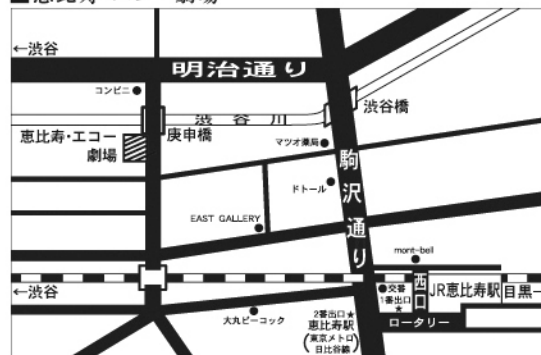 ←渋谷
明治通り
コンビニ
渋谷川
渋谷橋
恵比寿・エコー
劇場
庚申橋
マツオ薬局
駒沢通り
ドトール
EAST GALLERY
mont-bell
←渋谷
交番
1番出口
★
西口
JR恵比寿駅
目黒
ロータリー
大丸ピーコック
2番出口★
恵比寿駅
(東京メトロ
日比谷線)